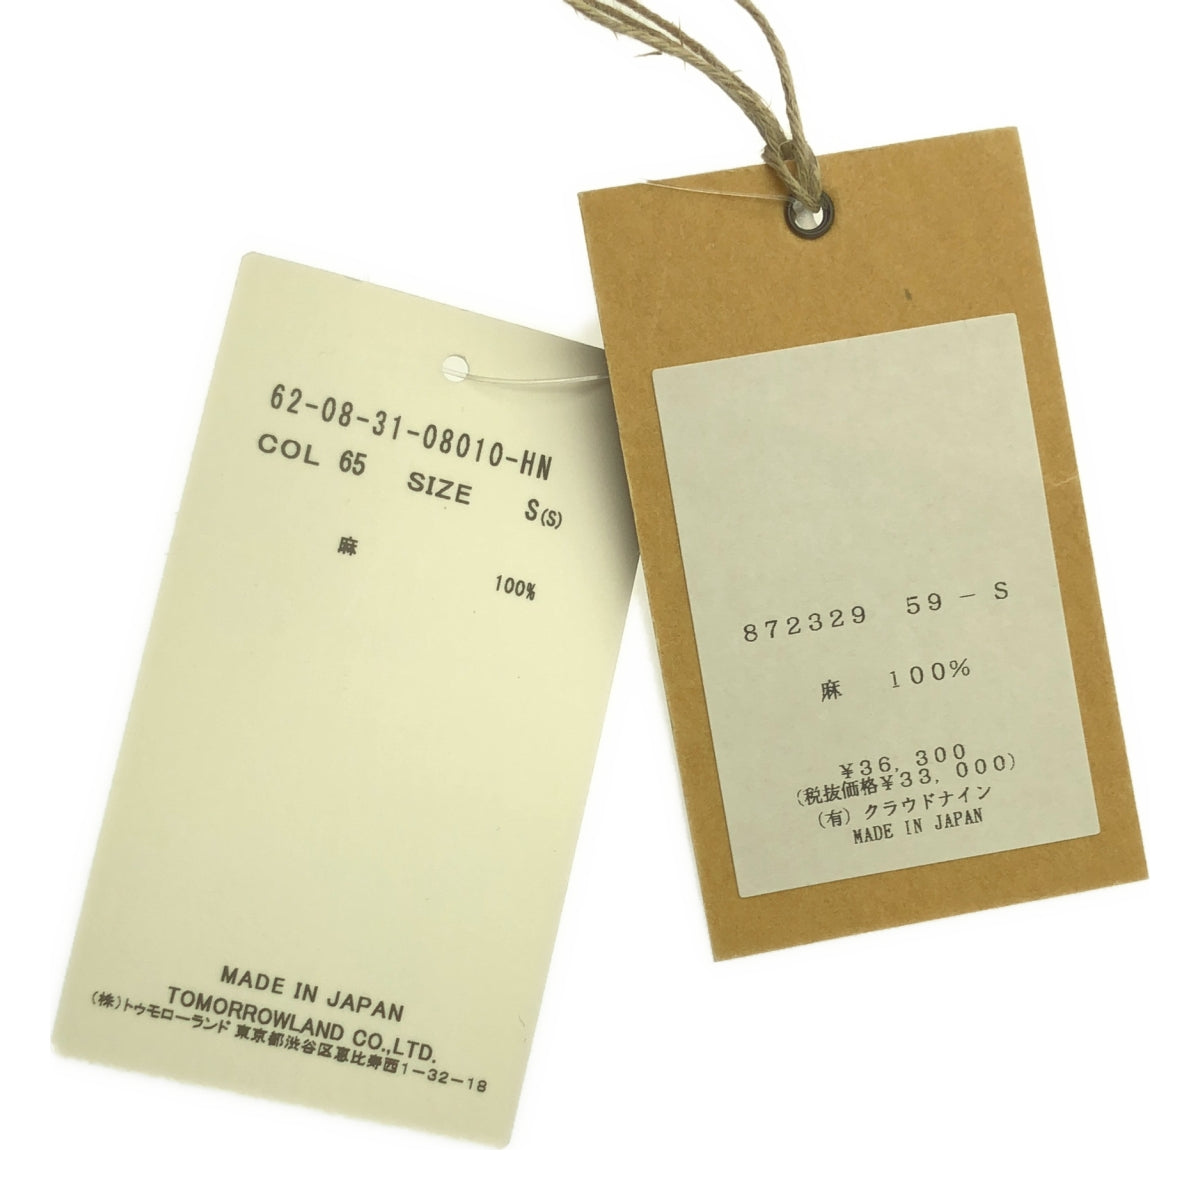 62-08-31-08010-HN
COL 65 SIZE S(S)
麻
100%
MADE IN JAPAN
TOMORROWLAND CO.,LTD.
(株)トゥモローランド 東京都渋谷区恵比寿西1-32-18
872329 59-S
麻 100%
¥36,300
(税抜価格¥33,000)
(有)クラウドナイン
MADE IN JAPAN